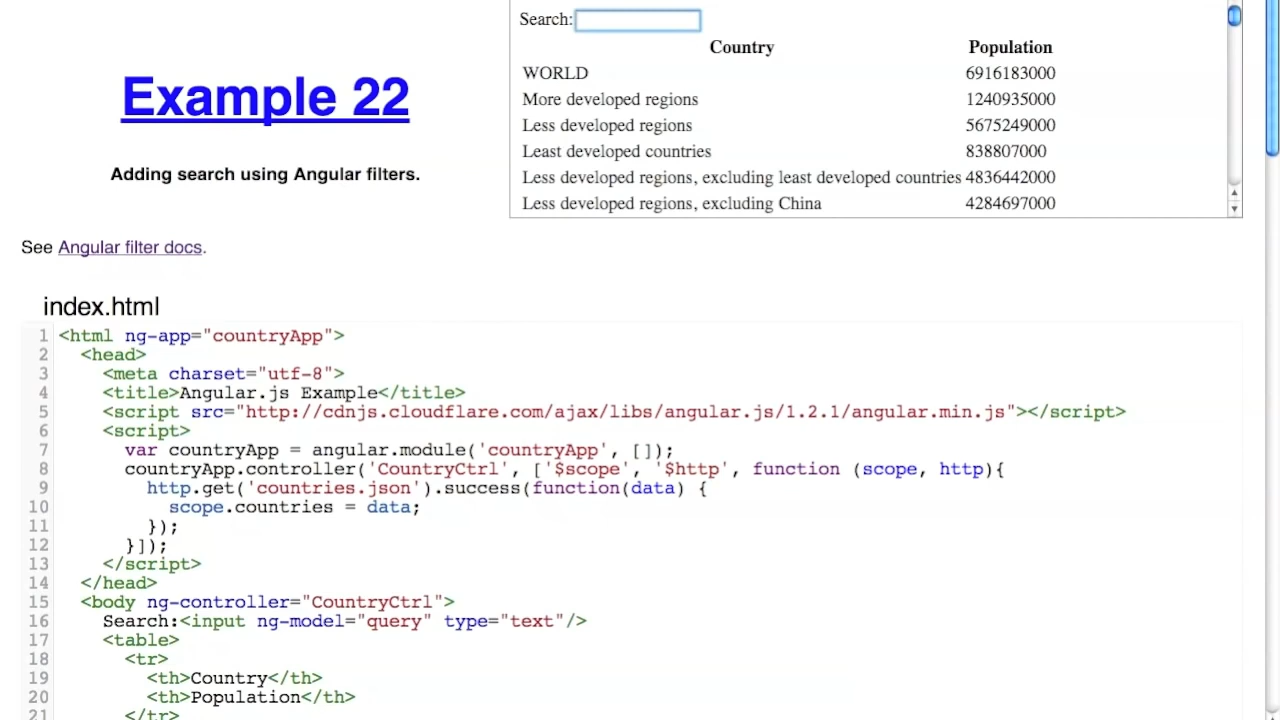 Example 22
Adding search using Angular filters.
Search:
Country Population
WORLD 6916183000
More developed regions 1240935000
Less developed regions 5675249000
Least developed countries 838807000
Less developed regions, excluding least developed countries 4836442000
Less developed regions, excluding China 4284697000
See Angular filter docs.
index.html
1 <html ng-app="countryApp">
2 <head>
3 <meta charset="utf-8">
4 <title>Angular.js Example</title>
5 <script src="http://cdnjs.cloudflare.com/ajax/libs/angular.js/1.2.1/angular.min.js"></script>
6 <script>
7 var countryApp = angular.module('countryApp', []);
8 countryApp.controller('CountryCtrl', ['$scope', '$http', function (scope, http){
9 http.get('countries.json').success(function(data) {
10 scope.countries = data;
11 });
12 }]);
13 </script>
14 </head>
15 <body ng-controller="CountryCtrl">
16 Search:<input ng-model="query" type="text"/>
17 <table>
18 <tr>
19 <th>Country</th>
20 <th>Population</th>
21 </tr>